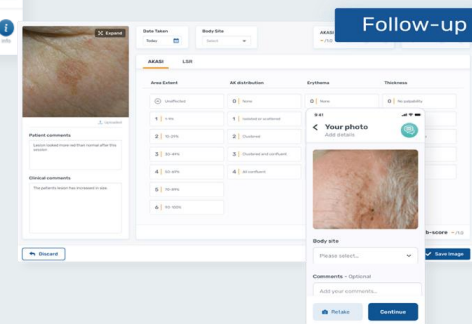 Follow-up
Info
Expand
Date Taken
Today
Body Site
Select
AKASI
- /10
AKASI
LSR
Area Extent
AK distribution
Erythema
Thickness
Unaffected
0 None
0 None
0 No palpability
1 1-9%
1 Isolated or scattered
2 10-29%
2 Clustered
3 30-49%
3 Clustered and confluent
4 50-69%
4 All confluent
5 70-89%
6 90-100%
Patient comments
Lesion looked more red than normal after this session
Clinical comments
The patients lesion has increased in size.
9:41
Your photo
Add details
Body site
Please select...
Comments - Optional
Add your comments...
Retake
Continue
b-score
Discard
Save image